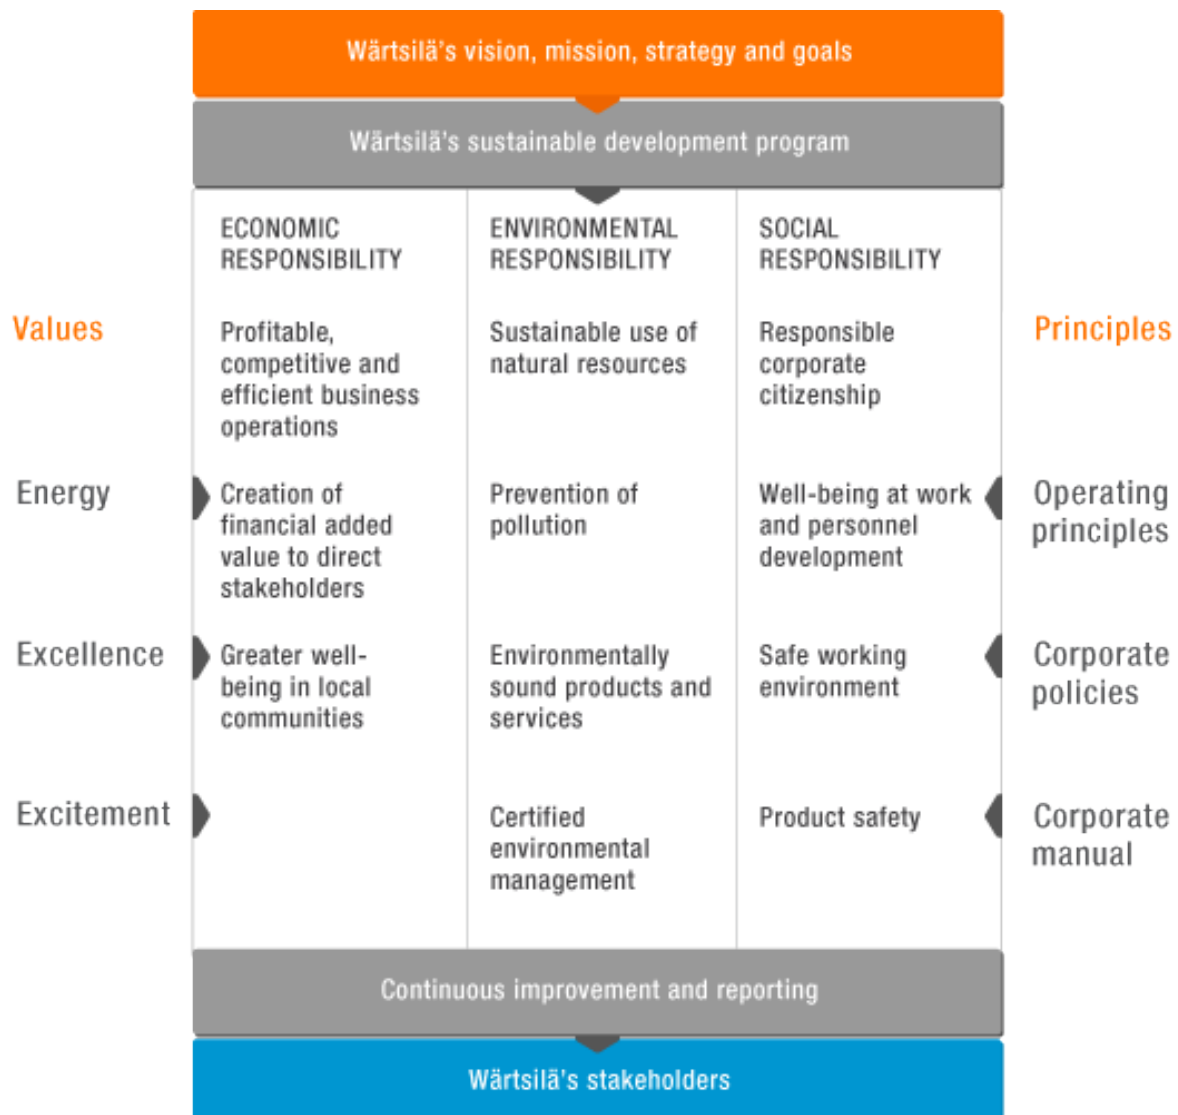 Wärtsilä's vision, mission, strategy and goals
Wärtsilä's sustainable development program
Values
Energy
Excellence
Excitement
ECONOMIC
RESPONSIBILITY
Profitable,
competitive and
efficient business
operations
Creation of
financial added
value to direct
stakeholders
Greater well-
being in local
communities
ENVIRONMENTAL
RESPONSIBILITY
Sustainable use of
natural resources
Prevention of
pollution
Environmentally
sound products and
services
Certified
environmental
management
SOCIAL
RESPONSIBILITY
Responsible
corporate
citizenship
Well-being at work
and personnel
development
Safe working
environment
Product safety
Principles
Operating
principles
Corporate
policies
Corporate
manual
Continuous improvement and reporting
Wärtsilä's stakeholders